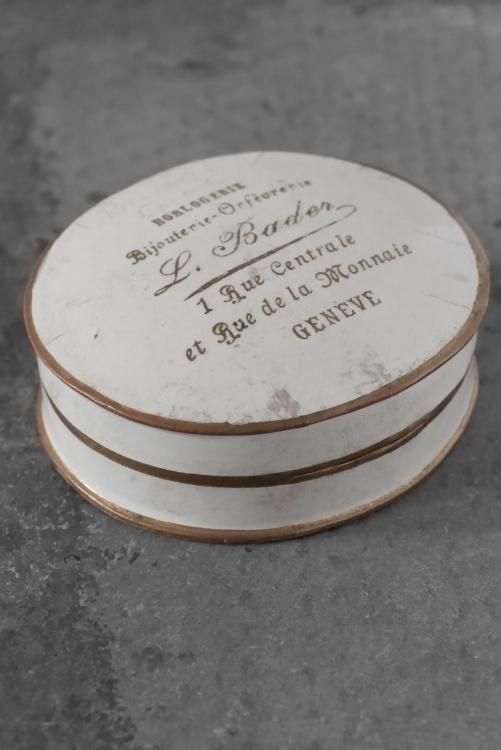 HORLOGERIE
Bijouterie-Orfèvrerie
L. Bader
1 Rue Centrale
et Rue de la Monnaie
GENÈVE